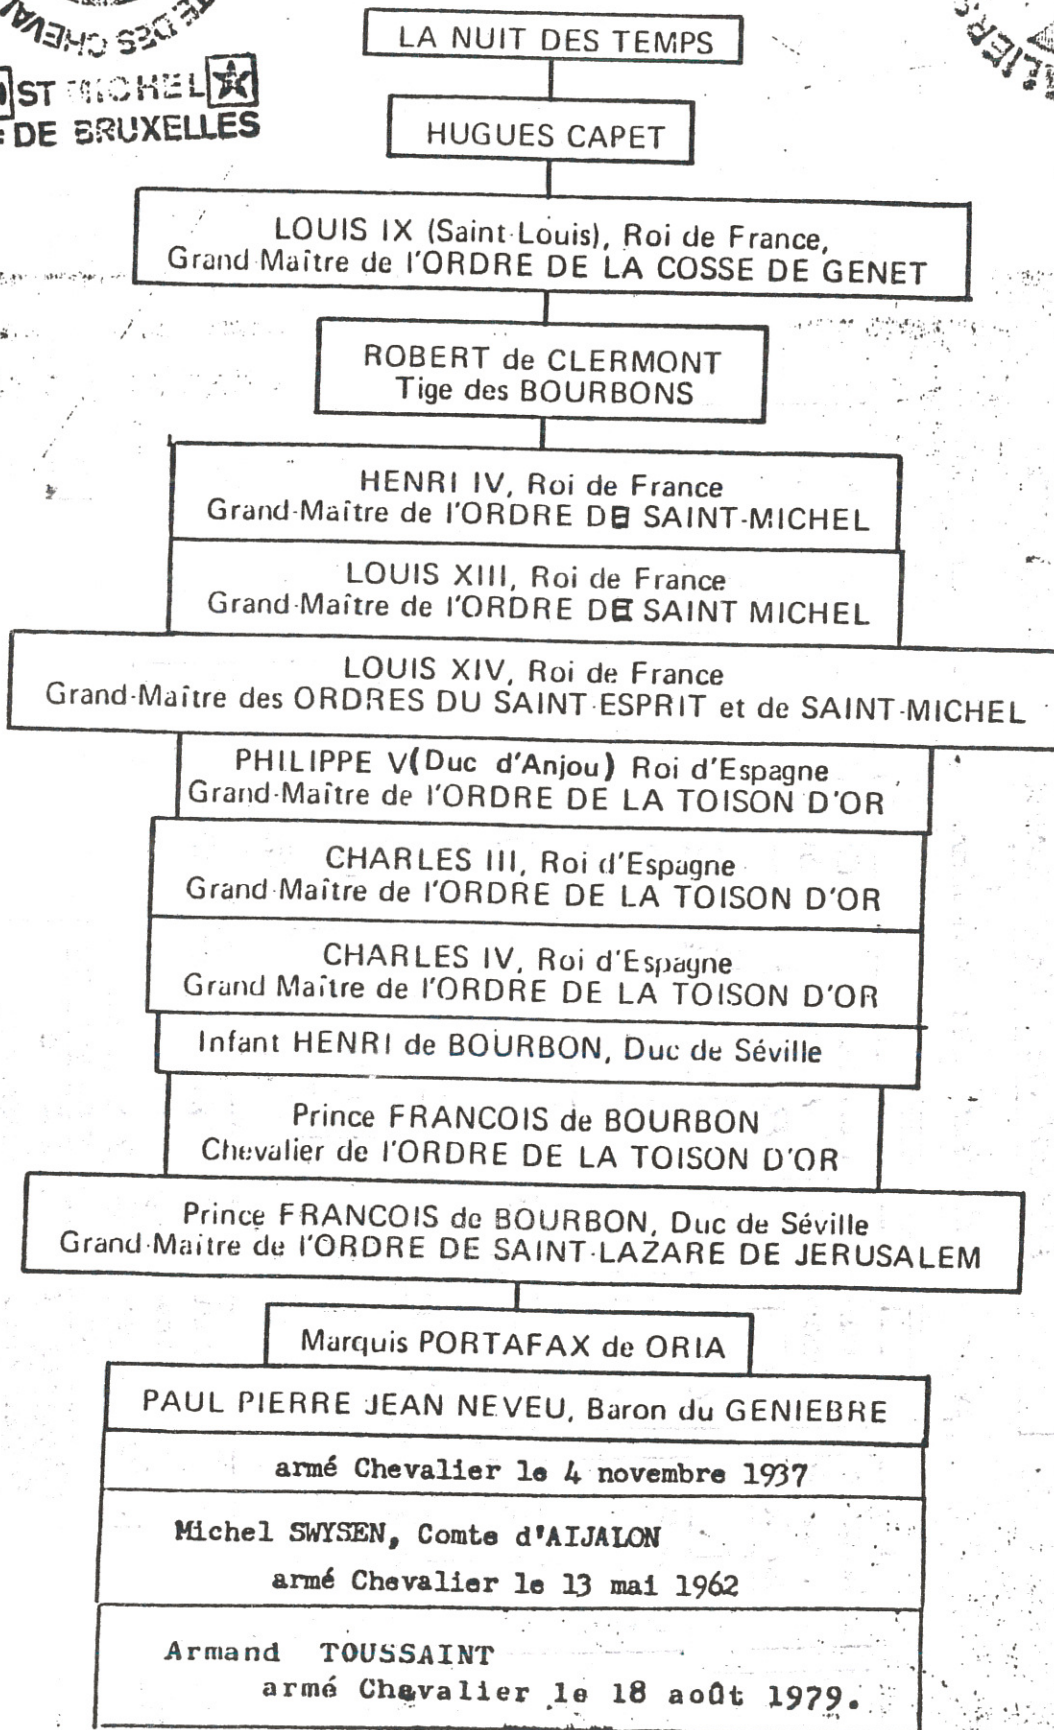 TE DES CHEVAL
ST MICHEL
DE BRUXELLES
LIERS
LA NUIT DES TEMPS
HUGUES CAPET
LOUIS IX (Saint-Louis), Roi de France,
Grand-Maître de l'ORDRE DE LA COSSE DE GENET
ROBERT de CLERMONT
Tige des BOURBONS
HENRI IV, Roi de France
Grand-Maître de l'ORDRE DE SAINT-MICHEL
LOUIS XIII, Roi de France
Grand-Maître de l'ORDRE DE SAINT MICHEL
LOUIS XIV, Roi de France
Grand-Maître des ORDRES DU SAINT-ESPRIT et de SAINT-MICHEL
PHILIPPE V (Duc d'Anjou) Roi d'Espagne
Grand-Maître de l'ORDRE DE LA TOISON D'OR
CHARLES III, Roi d'Espagne
Grand-Maître de l'ORDRE DE LA TOISON D'OR
CHARLES IV, Roi d'Espagne
Grand Maître de l'ORDRE DE LA TOISON D'OR
Infant HENRI de BOURBON, Duc de Séville
Prince FRANCOIS de BOURBON
Chevalier de l'ORDRE DE LA TOISON D'OR
Prince FRANCOIS de BOURBON, Duc de Séville
Grand-Maitre de l'ORDRE DE SAINT-LAZARE DE JERUSALEM
Marquis PORTAFAX de ORIA
PAUL PIERRE JEAN NEVEU, Baron du GENIEBRE
armé Chevalier le 4 novembre 1937
Michel SWYSEN, Comte d'AIJALON
armé Chevalier le 13 mai 1962
Armand TOUSSAINT
armé Chevalier le 18 août 1979.